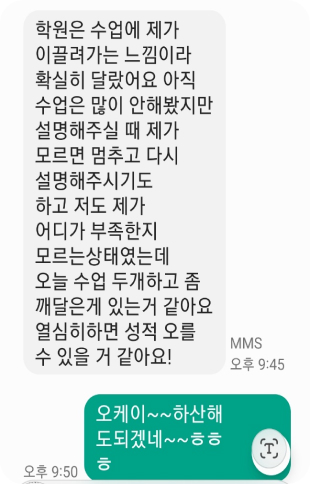 학원은 수업에 제가
이끌려가는 느낌이라
확실히 달랐어요 아직
수업은 많이 안해봤지만
설명해주실 때 제가
모르면 멈추고 다시
설명해주시기도
하고 저도 제가
어디가 부족한지
모르는상태였는데
오늘 수업 두개하고 좀
깨달은게 있는거 같아요
열심히하면 성적 오를
수 있을 거 같아요!
MMS
오후 9:45
오케이~~하산해
도되겠네~~ㅎㅎ
ㅎ
오후 9:50
T